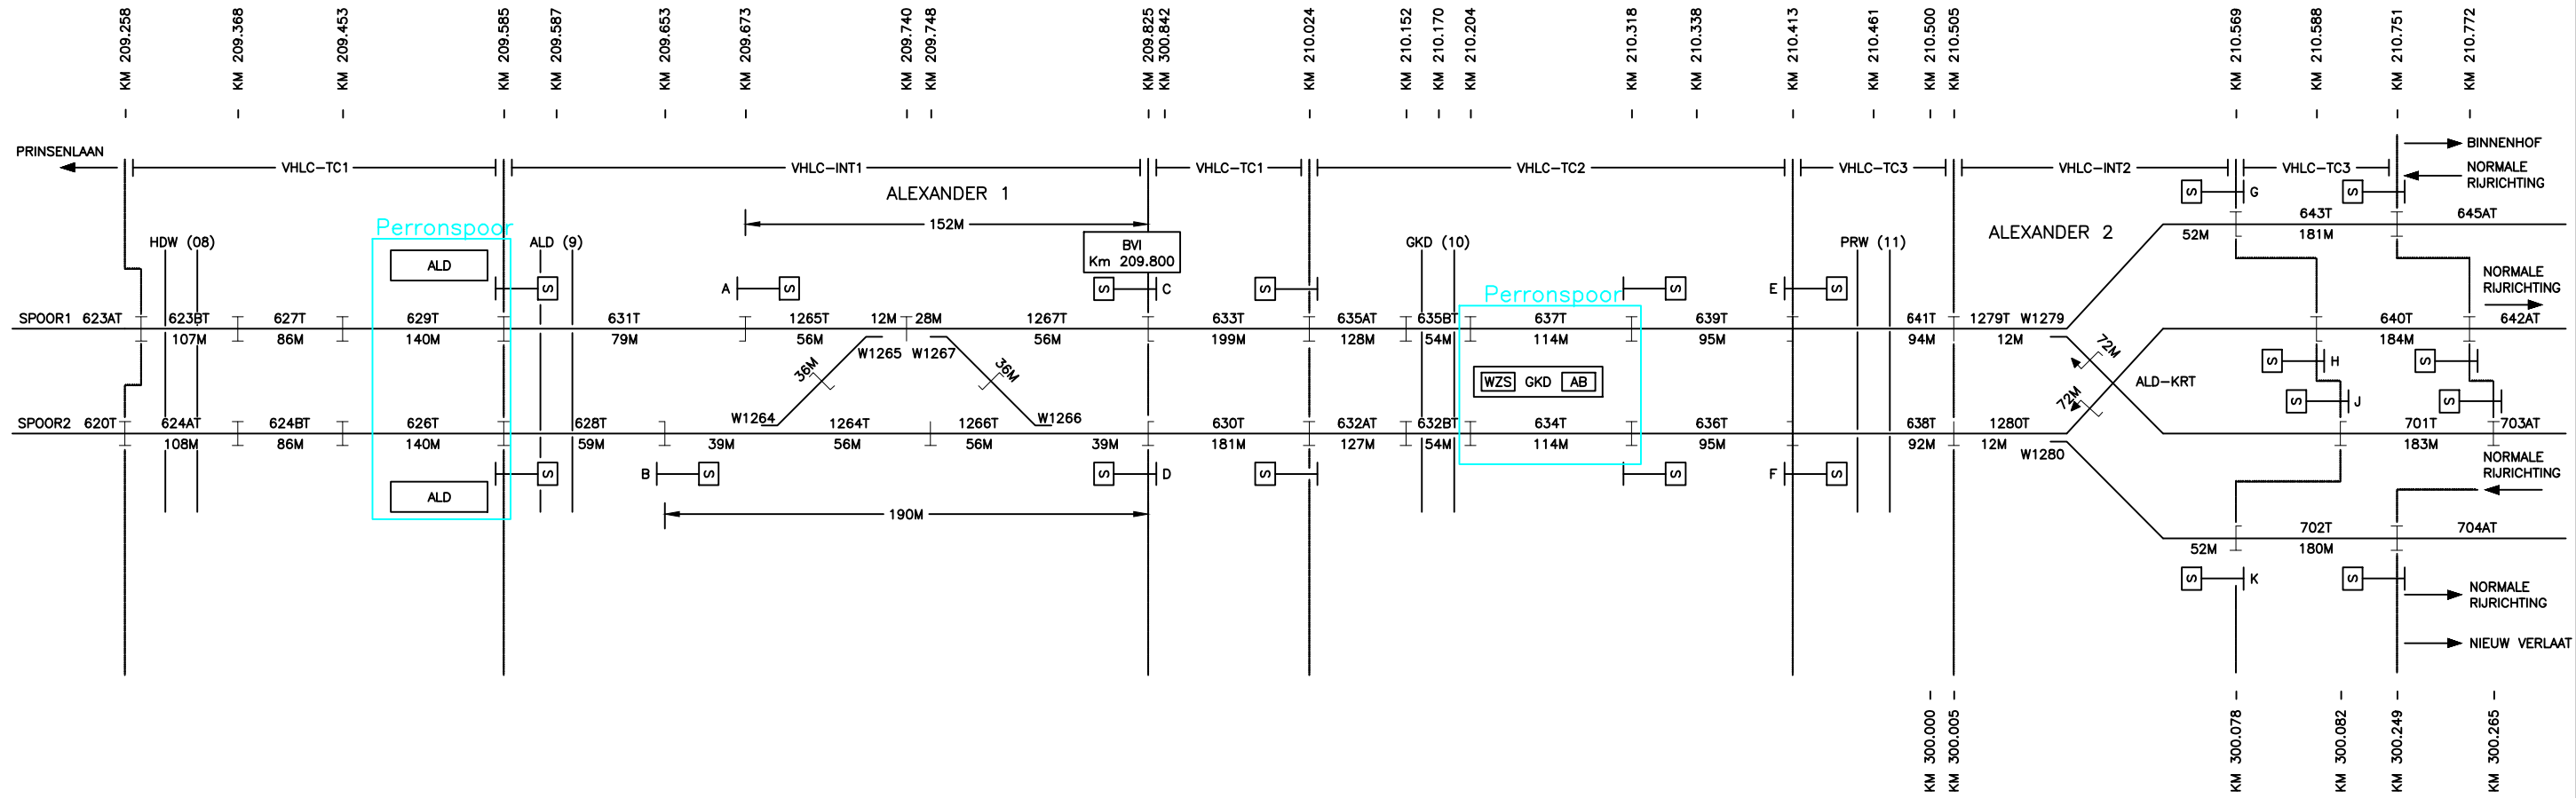 KM 209.258
KM 209.368
KM 209.453
KM 209.585
KM 209.587
KM 209.653
KM 209.673
KM 209.740
KM 209.748
KM 209.825
KM 300.842
KM 210.024
KM 210.152
KM 210.170
KM 210.204
KM 210.318
KM 210.338
KM 210.413
KM 210.461
KM 210.500
KM 210.505
KM 210.569
KM 210.588
KM 210.751
KM 210.772
PRINSENLAAN
VHLC-TC1
VHLC-INT1
VHLC-TC1
VHLC-TC2
VHLC-TC3
VHLC-INT2
VHLC-TC3
BINNENHOF
NORMALE
RIJRICHTING
ALEXANDER 1
S
G
S
152M
ALEXANDER 2
643T
645AT
52M
181M
Perronspoor
HDW (08)
ALD
ALD (9)
BVI
Km 209.800
GKD (10)
PRW (11)
NORMALE
RIJRICHTING
S
A
S
S
C
S
Perronspoor
S
E
S
SPOOR1
623AT
623BT
627T
629T
631T
1265T
12M
28M
1267T
633T
635AT
635BT
637T
639T
641T
1279T
W1279
640T
642AT
107M
86M
140M
79M
56M
W1265
W1267
56M
199M
128M
54M
114M
95M
94M
12M
184M
36M
36M
72M
S
H
S
WZS
GKD
AB
ALD-KRT
72M
S
J
S
SPOOR2
620T
624AT
624BT
626T
628T
W1264
1264T
1266T
W1266
630T
632AT
632BT
634T
636T
638T
1280T
701T
703AT
108M
86M
140M
59M
39M
56M
56M
39M
181M
127M
54M
114M
95M
92M
12M
W1280
183M
NORMALE
RIJRICHTING
S
B
S
S
D
S
S
F
S
ALD
190M
702T
704AT
52M
180M
S
K
S
NORMALE
RIJRICHTING
NIEUW VERLAAT
KM 300.000
KM 300.005
KM 300.078
KM 300.082
KM 300.249
KM 300.265